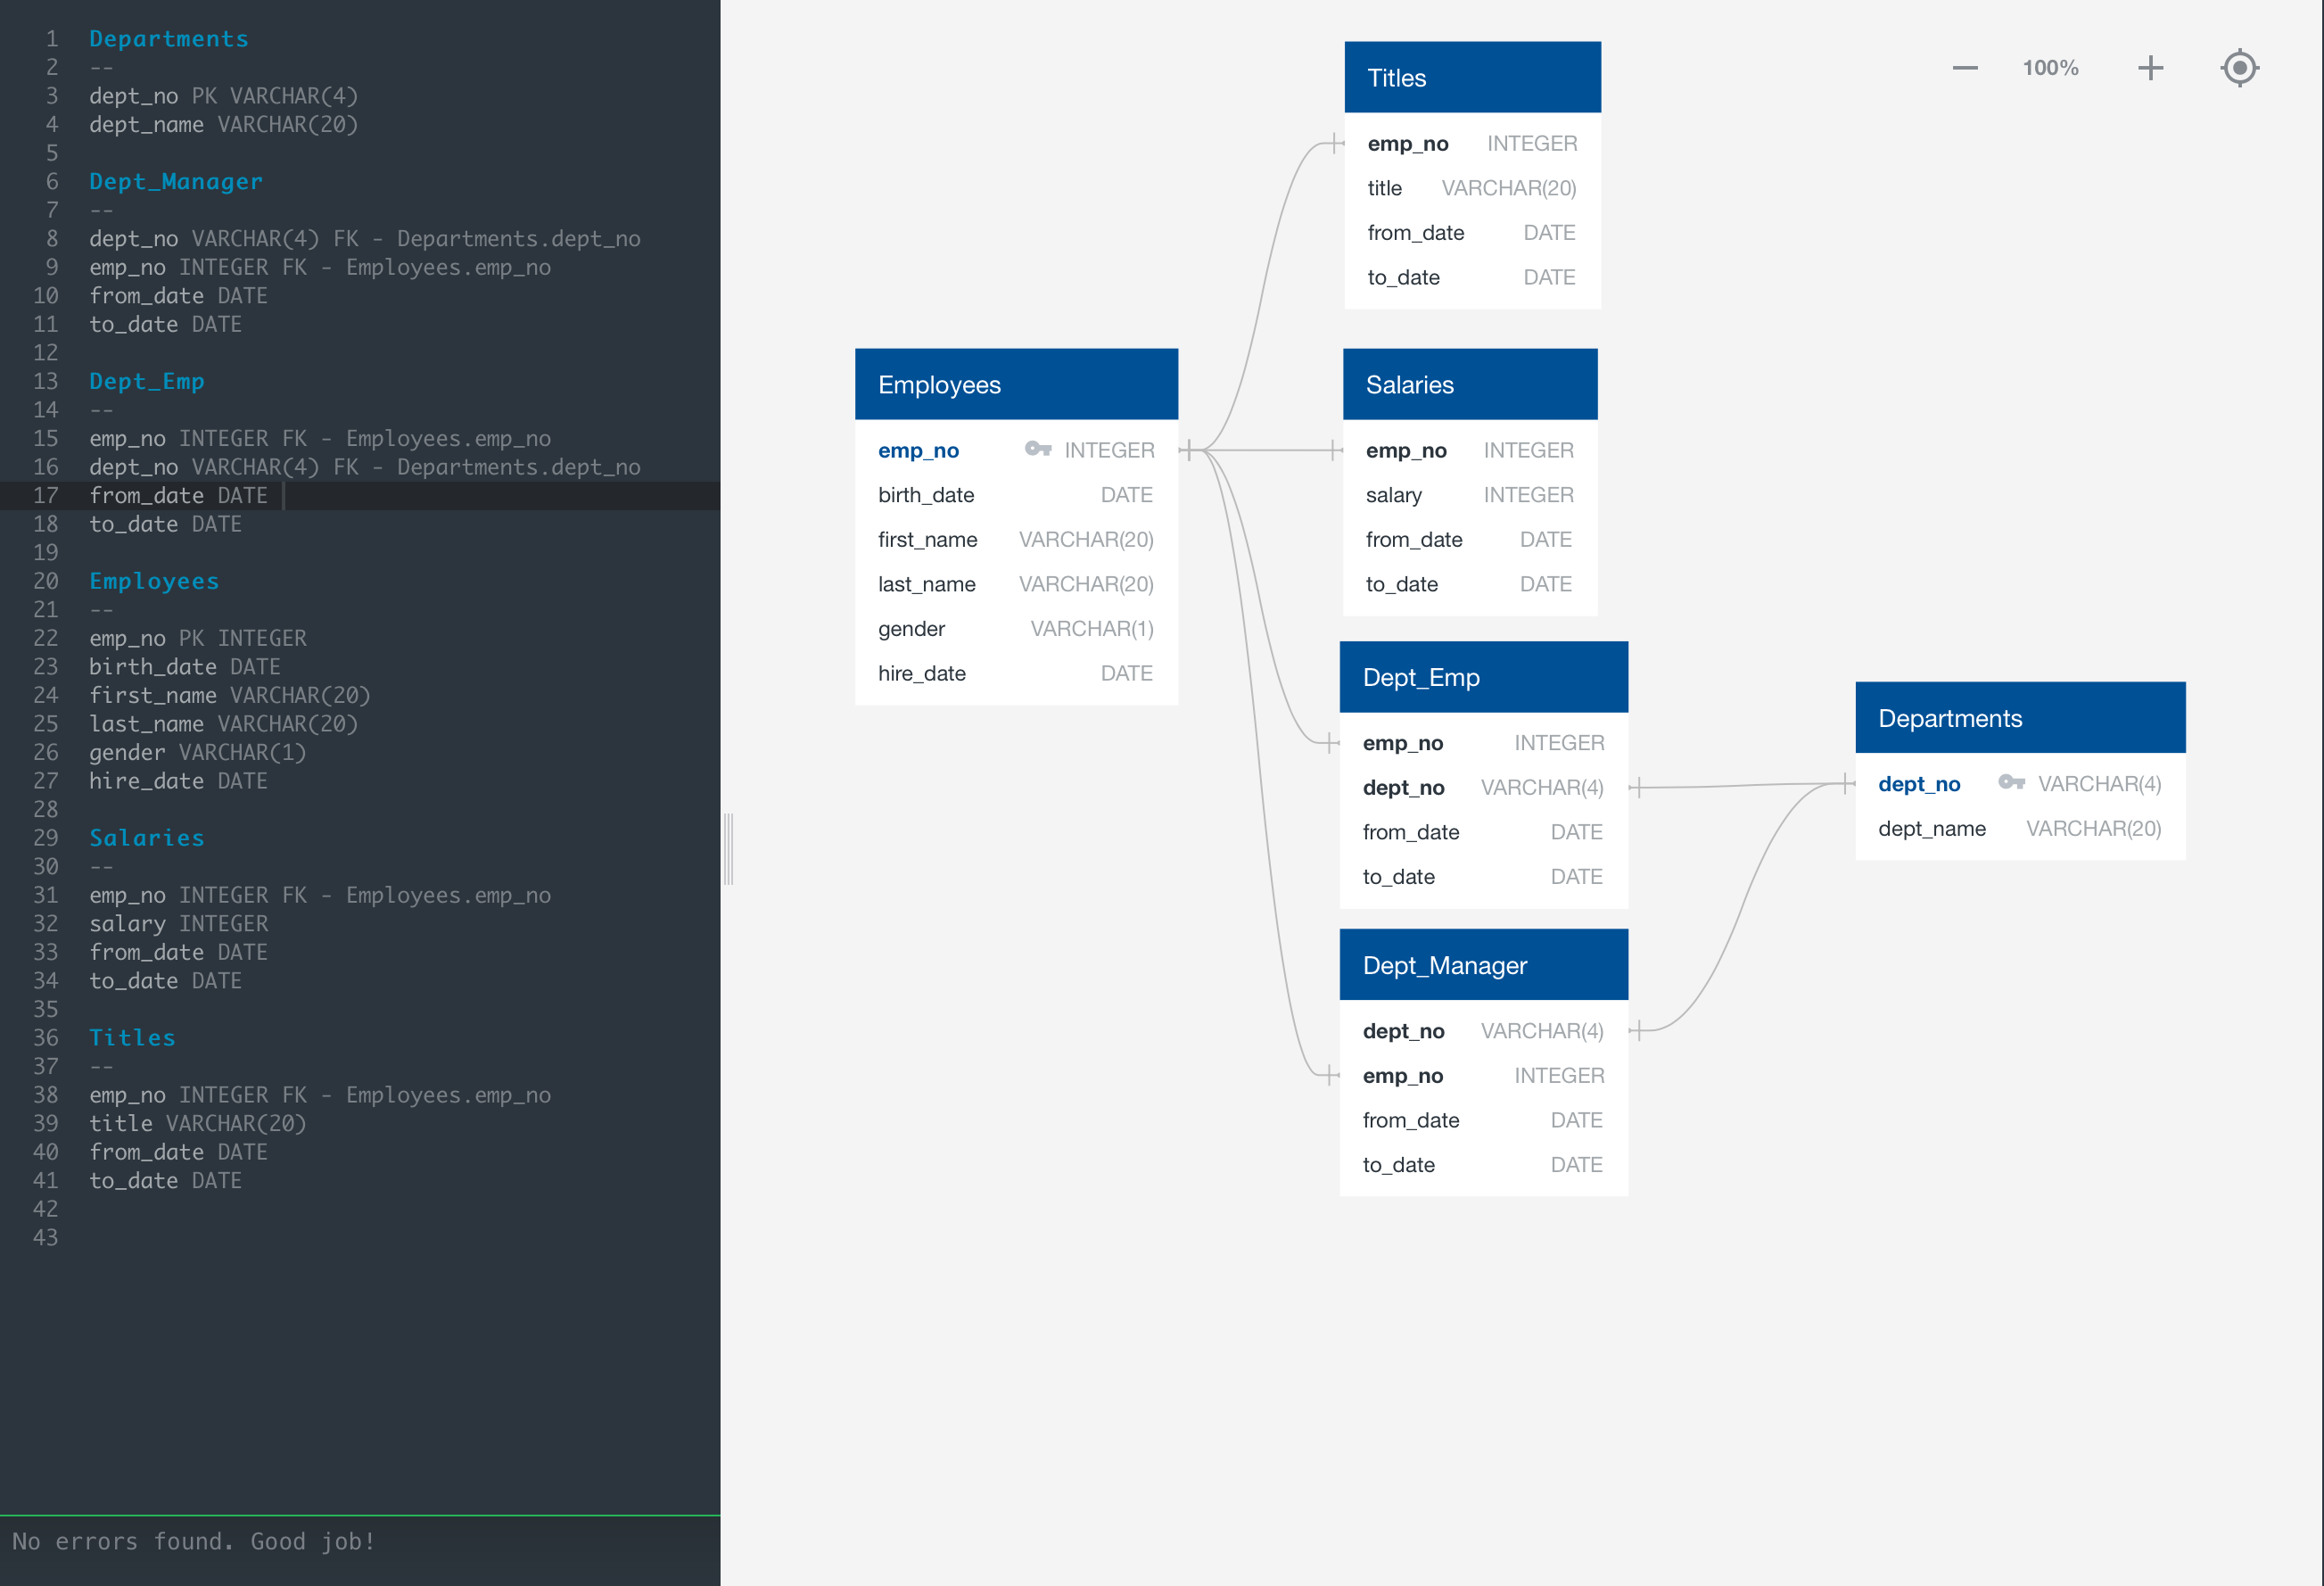 1 Departments
2 --
3 dept_no PK VARCHAR(4)
4 dept_name VARCHAR(20)
5
6 Dept_Manager
7 --
8 dept_no VARCHAR(4) FK - Departments.dept_no
9 emp_no INTEGER FK - Employees.emp_no
10 from_date DATE
11 to_date DATE
12
13 Dept_Emp
14 --
15 emp_no INTEGER FK - Employees.emp_no
16 dept_no VARCHAR(4) FK - Departments.dept_no
17 from_date DATE
18 to_date DATE
19
20 Employees
21 --
22 emp_no PK INTEGER
23 birth_date DATE
24 first_name VARCHAR(20)
25 last_name VARCHAR(20)
26 gender VARCHAR(1)
27 hire_date DATE
28
29 Salaries
30 --
31 emp_no INTEGER FK - Employees.emp_no
32 salary INTEGER
33 from_date DATE
34 to_date DATE
35
36 Titles
37 --
38 emp_no INTEGER FK - Employees.emp_no
39 title VARCHAR(20)
40 from_date DATE
41 to_date DATE
42
43
No errors found. Good job!
100%
Titles
emp_no INTEGER
title VARCHAR(20)
from_date DATE
to_date DATE
Employees
emp_no INTEGER
birth_date DATE
first_name VARCHAR(20)
last_name VARCHAR(20)
gender VARCHAR(1)
hire_date DATE
Salaries
emp_no INTEGER
salary INTEGER
from_date DATE
to_date DATE
Dept_Emp
emp_no INTEGER
dept_no VARCHAR(4)
from_date DATE
to_date DATE
Departments
dept_no VARCHAR(4)
dept_name VARCHAR(20)
Dept_Manager
dept_no VARCHAR(4)
emp_no INTEGER
from_date DATE
to_date DATE